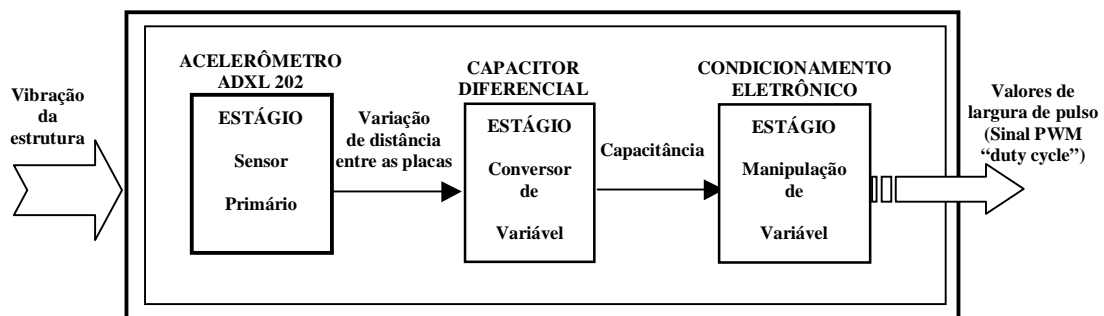 Vibração
da
estrutura
ACELERÔMETRO
ADXL 202
ESTÁGIO
Sensor
Primário
Variação
de distância
entre as placas
CAPACITOR
DIFERENCIAL
ESTÁGIO
Conversor
de
Variável
Capacitância
CONDICIONAMENTO
ELETRÔNICO
ESTÁGIO
Manipulação
de
Variável
Valores de
largura de pulso
(Sinal PWM
“duty cycle”)